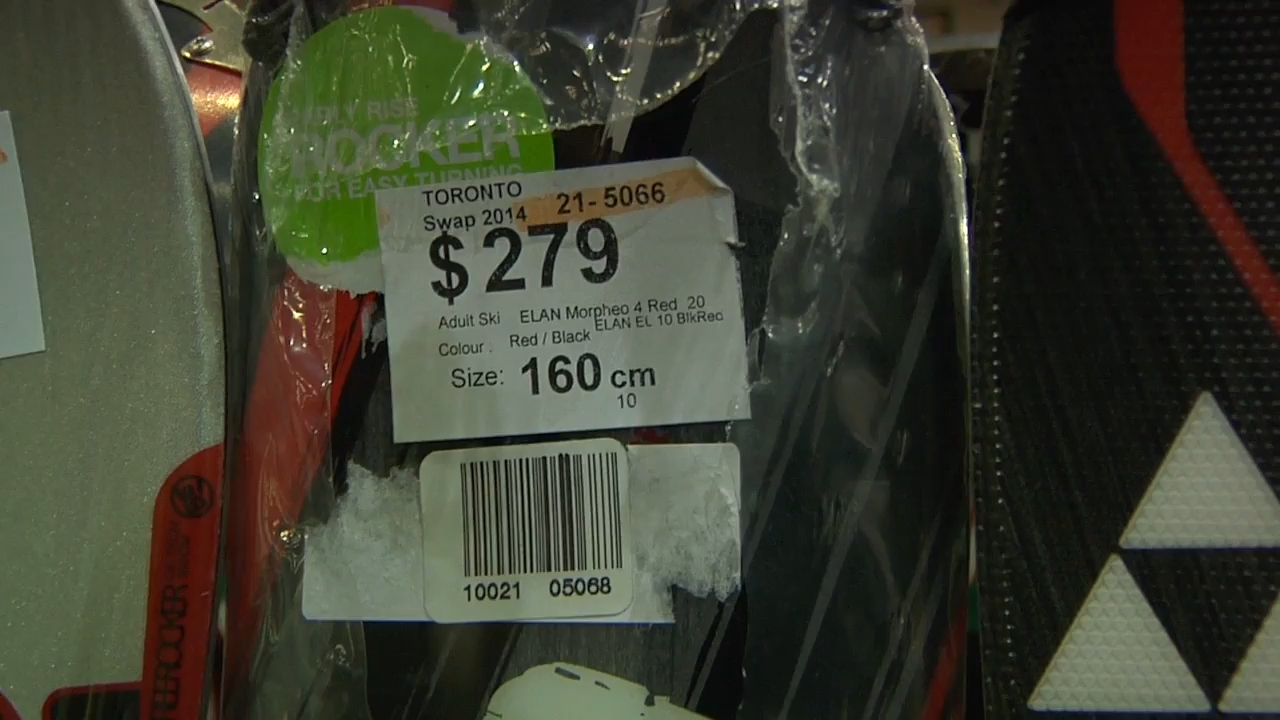 RISE
ROCKER
FOR EASY TURNING
TORONTO
Swap 2014 21-5066
$279
Adult Ski ELAN Morpheo 4 Red 20
ELAN EL 10 BlkRed
Colour : Red / Black
Size: 160 cm
10
10021 05068